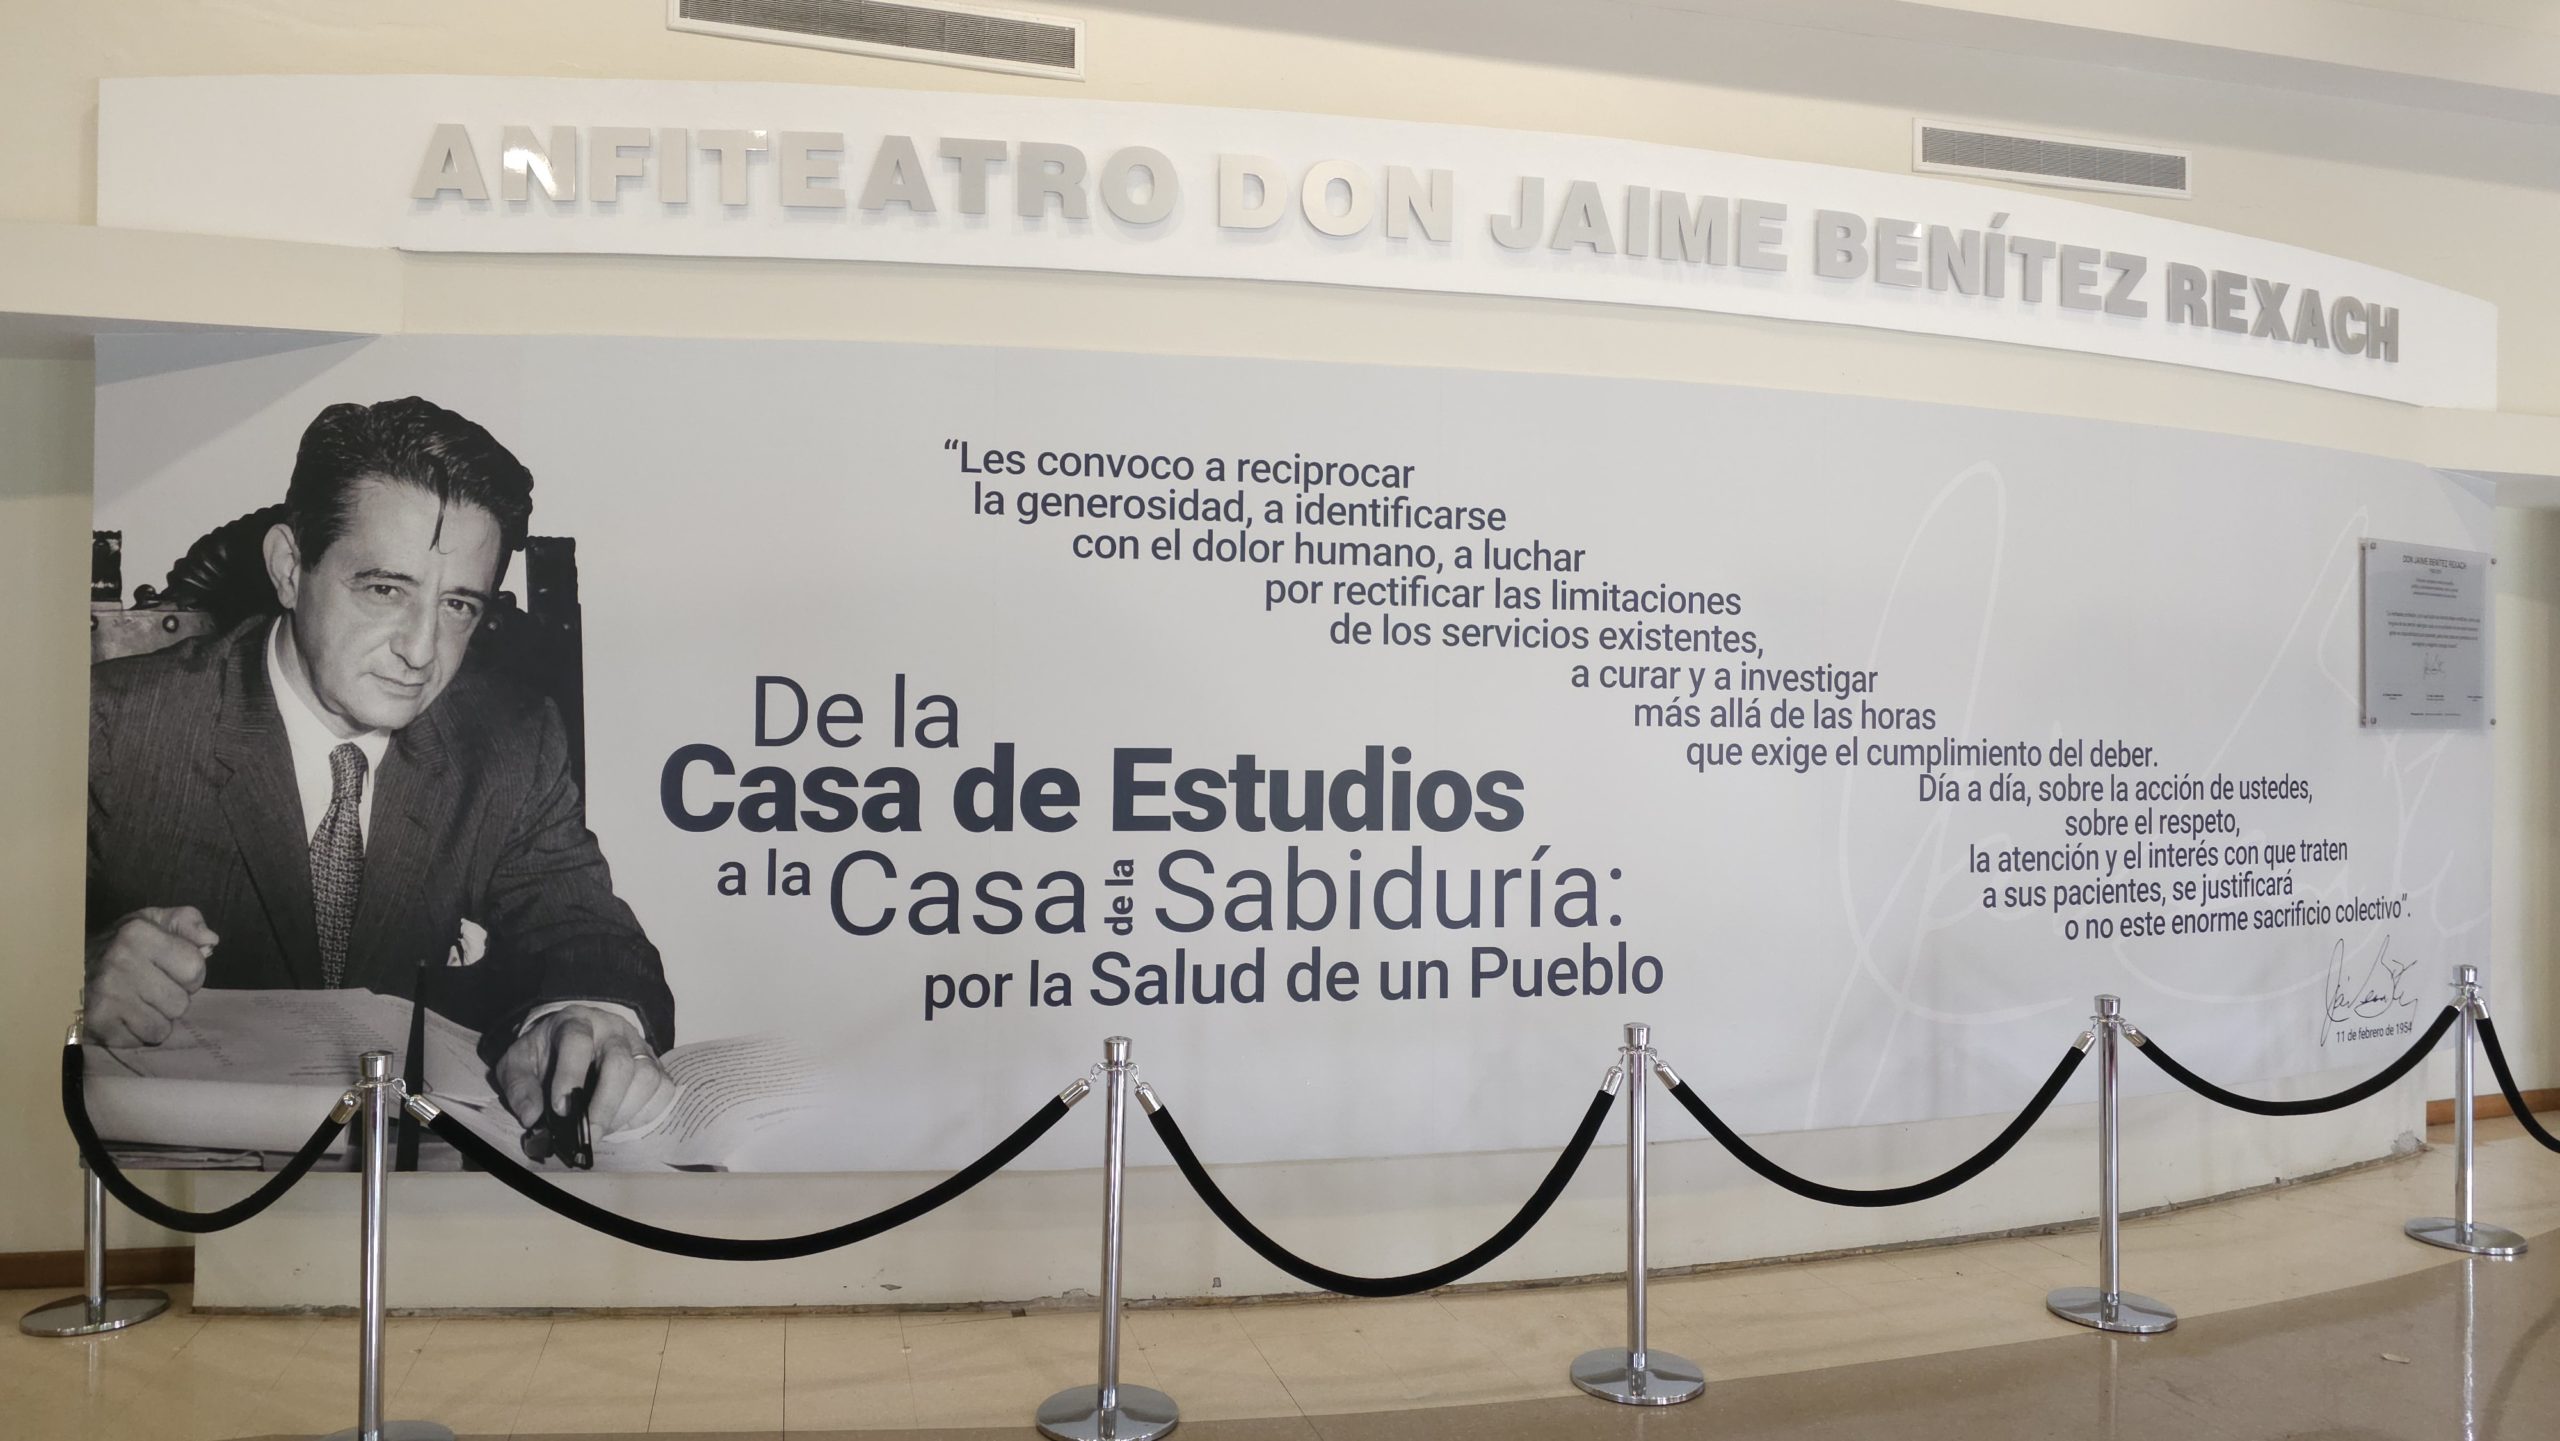 ANFITEATRO DON JAIME BENÍTEZ REXACH
“Les convoco a reciprocar
la generosidad, a identificarse
con el dolor humano, a luchar
por rectificar las limitaciones
de los servicios existentes,
a curar y a investigar
más allá de las horas
que exige el cumplimiento del deber.
Día a día, sobre la acción de ustedes,
sobre el respeto,
la atención y el interés con que traten
a sus pacientes, se justificará
o no este enorme sacrificio colectivo”.
11 de febrero de 1954
De la
Casa de Estudios
a la Casa de la Sabiduría:
por la Salud de un Pueblo
DON JAIME BENÍTEZ REXACH